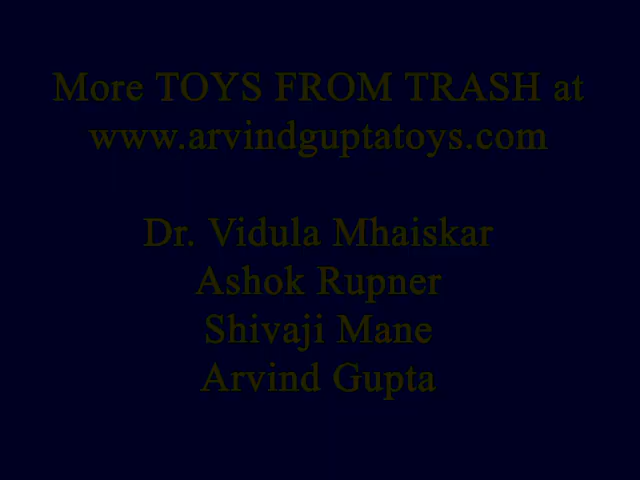 More TOYS FROM TRASH at
www.arvindguptatoys.com
Dr. Vidula Mhaiskar
Ashok Rupner
Shivaji Mane
Arvind Gupta